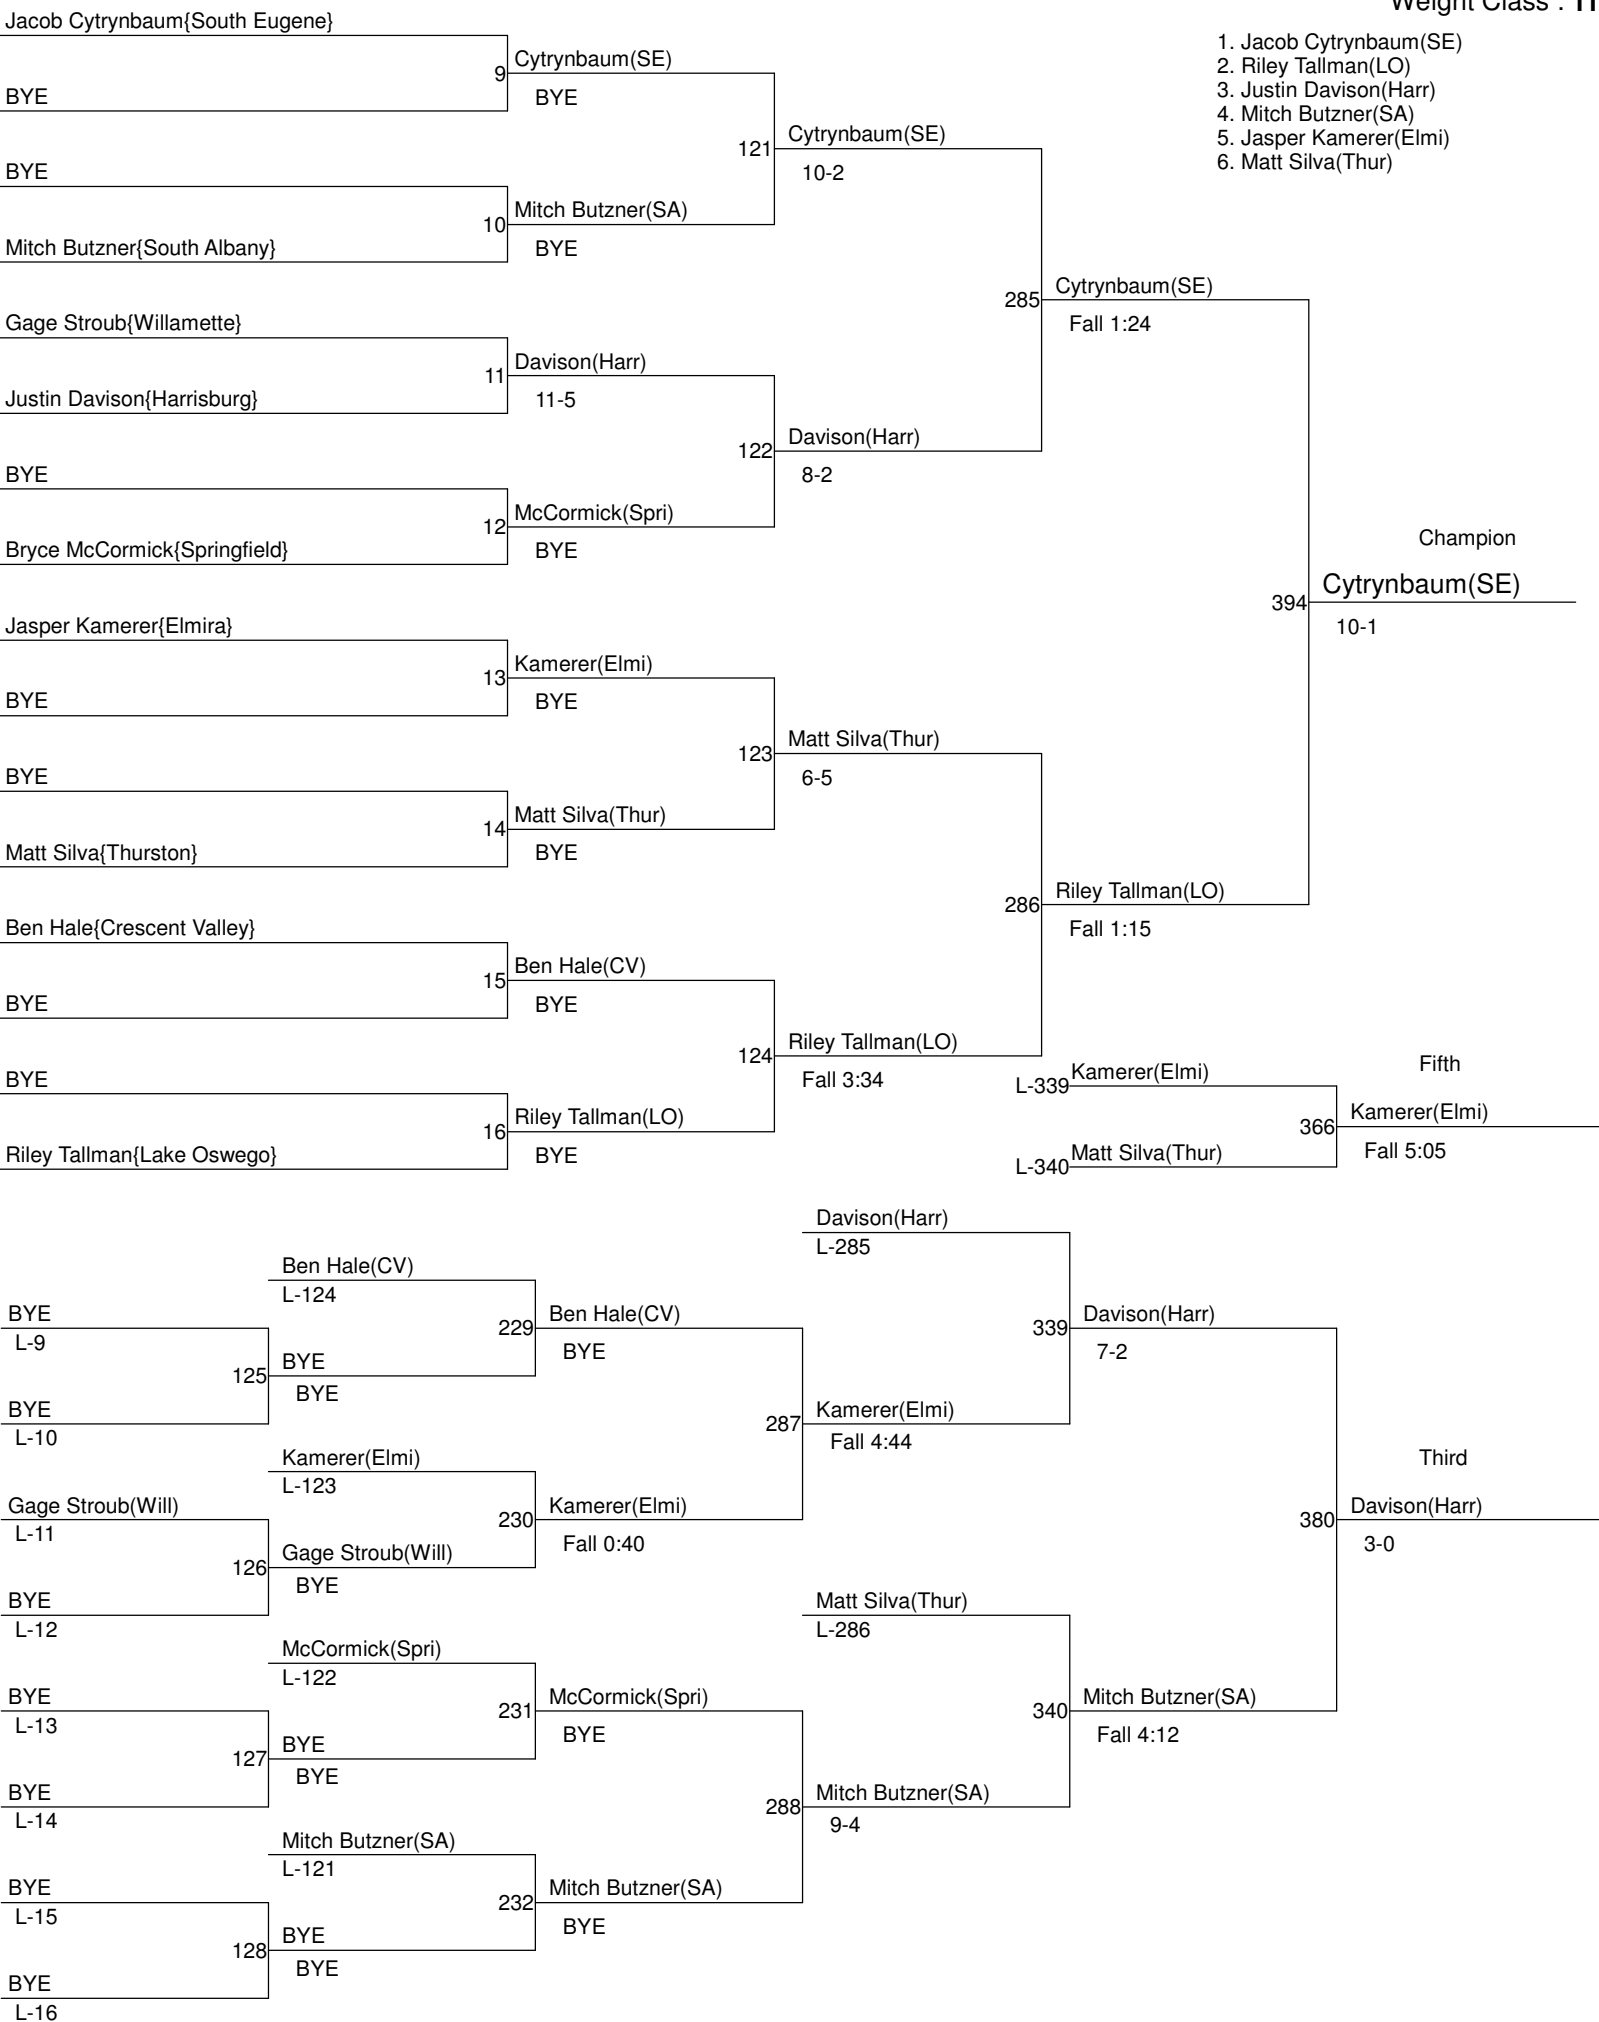 Weight Class :
1. Jacob Cytrynbaum(SE)
2. Riley Tallman(LO)
3. Justin Davison(Harr)
4. Mitch Butzner(SA)
5. Jasper Kamerer(Elmi)
6. Matt Silva(Thur)
Jacob Cytrynbaum{South Eugene}
9
BYE
Cytrynbaum(SE)
BYE
121
BYE
10
Mitch Butzner{South Albany}
Mitch Butzner(SA)
BYE
Cytrynbaum(SE)
10-2
285
Gage Stroub{Willamette}
11
Justin Davison{Harrisburg}
Davison(Harr)
11-5
122
BYE
12
Bryce McCormick{Springfield}
McCormick(Spri)
BYE
Davison(Harr)
8-2
Cytrynbaum(SE)
Fall 1:24
394
Champion
Cytrynbaum(SE)
10-1
Jasper Kamerer{Elmira}
13
BYE
Kamerer(Elmi)
BYE
123
BYE
14
Matt Silva{Thurston}
Matt Silva(Thur)
BYE
Matt Silva(Thur)
6-5
286
Ben Hale{Crescent Valley}
15
BYE
Ben Hale(CV)
BYE
124
BYE
16
Riley Tallman{Lake Oswego}
Riley Tallman(LO)
BYE
Riley Tallman(LO)
Fall 3:34
Riley Tallman(LO)
Fall 1:15
Kamerer(Elmi)
L-339
366
Matt Silva(Thur)
L-340
Fifth
Kamerer(Elmi)
Fall 5:05
BYE
L-9
125
BYE
L-10
Ben Hale(CV)
L-124
229
BYE
BYE
Ben Hale(CV)
BYE
287
Gage Stroub(Will)
L-11
126
BYE
L-12
Kamerer(Elmi)
L-123
230
Gage Stroub(Will)
BYE
Kamerer(Elmi)
Fall 0:40
Davison(Harr)
L-285
339
Kamerer(Elmi)
Fall 4:44
Davison(Harr)
7-2
380
BYE
L-13
127
BYE
L-14
McCormick(Spri)
L-122
231
BYE
BYE
McCormick(Spri)
BYE
288
BYE
L-15
128
BYE
L-16
Mitch Butzner(SA)
L-121
232
BYE
BYE
Mitch Butzner(SA)
BYE
Matt Silva(Thur)
L-286
340
Mitch Butzner(SA)
9-4
Mitch Butzner(SA)
Fall 4:12
Third
Davison(Harr)
3-0